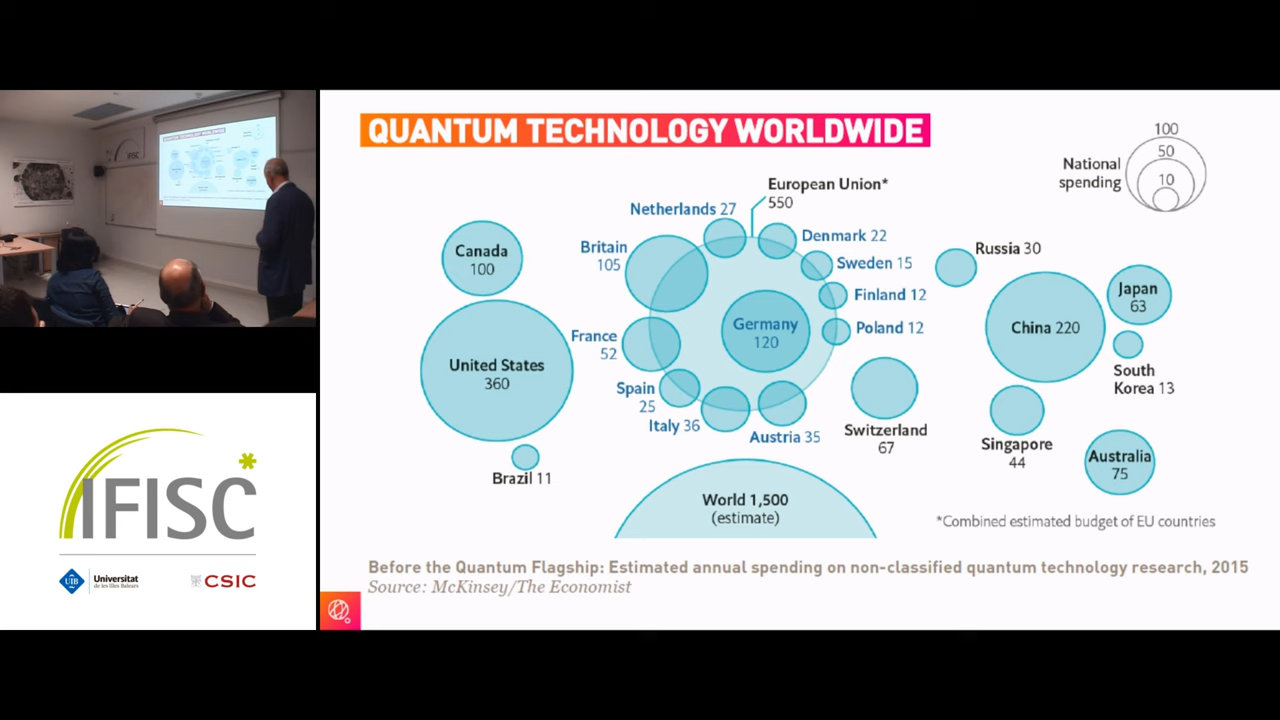 QUANTUM TECHNOLOGY WORLDWIDE
100
50
10
National
spending
European Union*
550
Netherlands 27
Denmark 22
Britain
105
Sweden 15
Finland 12
Poland 12
Germany
120
France
52
Spain
25
Italy 36
Austria 35
Canada
100
United States
360
Brazil 11
Switzerland
67
Russia 30
China 220
Japan
63
South
Korea 13
Singapore
44
Australia
75
World 1,500
(estimate)
*Combined estimated budget of EU countries
Before the Quantum Flagship: Estimated annual spending on non-classified quantum technology research, 2015
Source: McKinsey/The Economist
QUANTUM TECHNOLOGY WORLDWIDE
IFISC
IFISC
UIB
Universitat
de les Illes Balears
CSIC